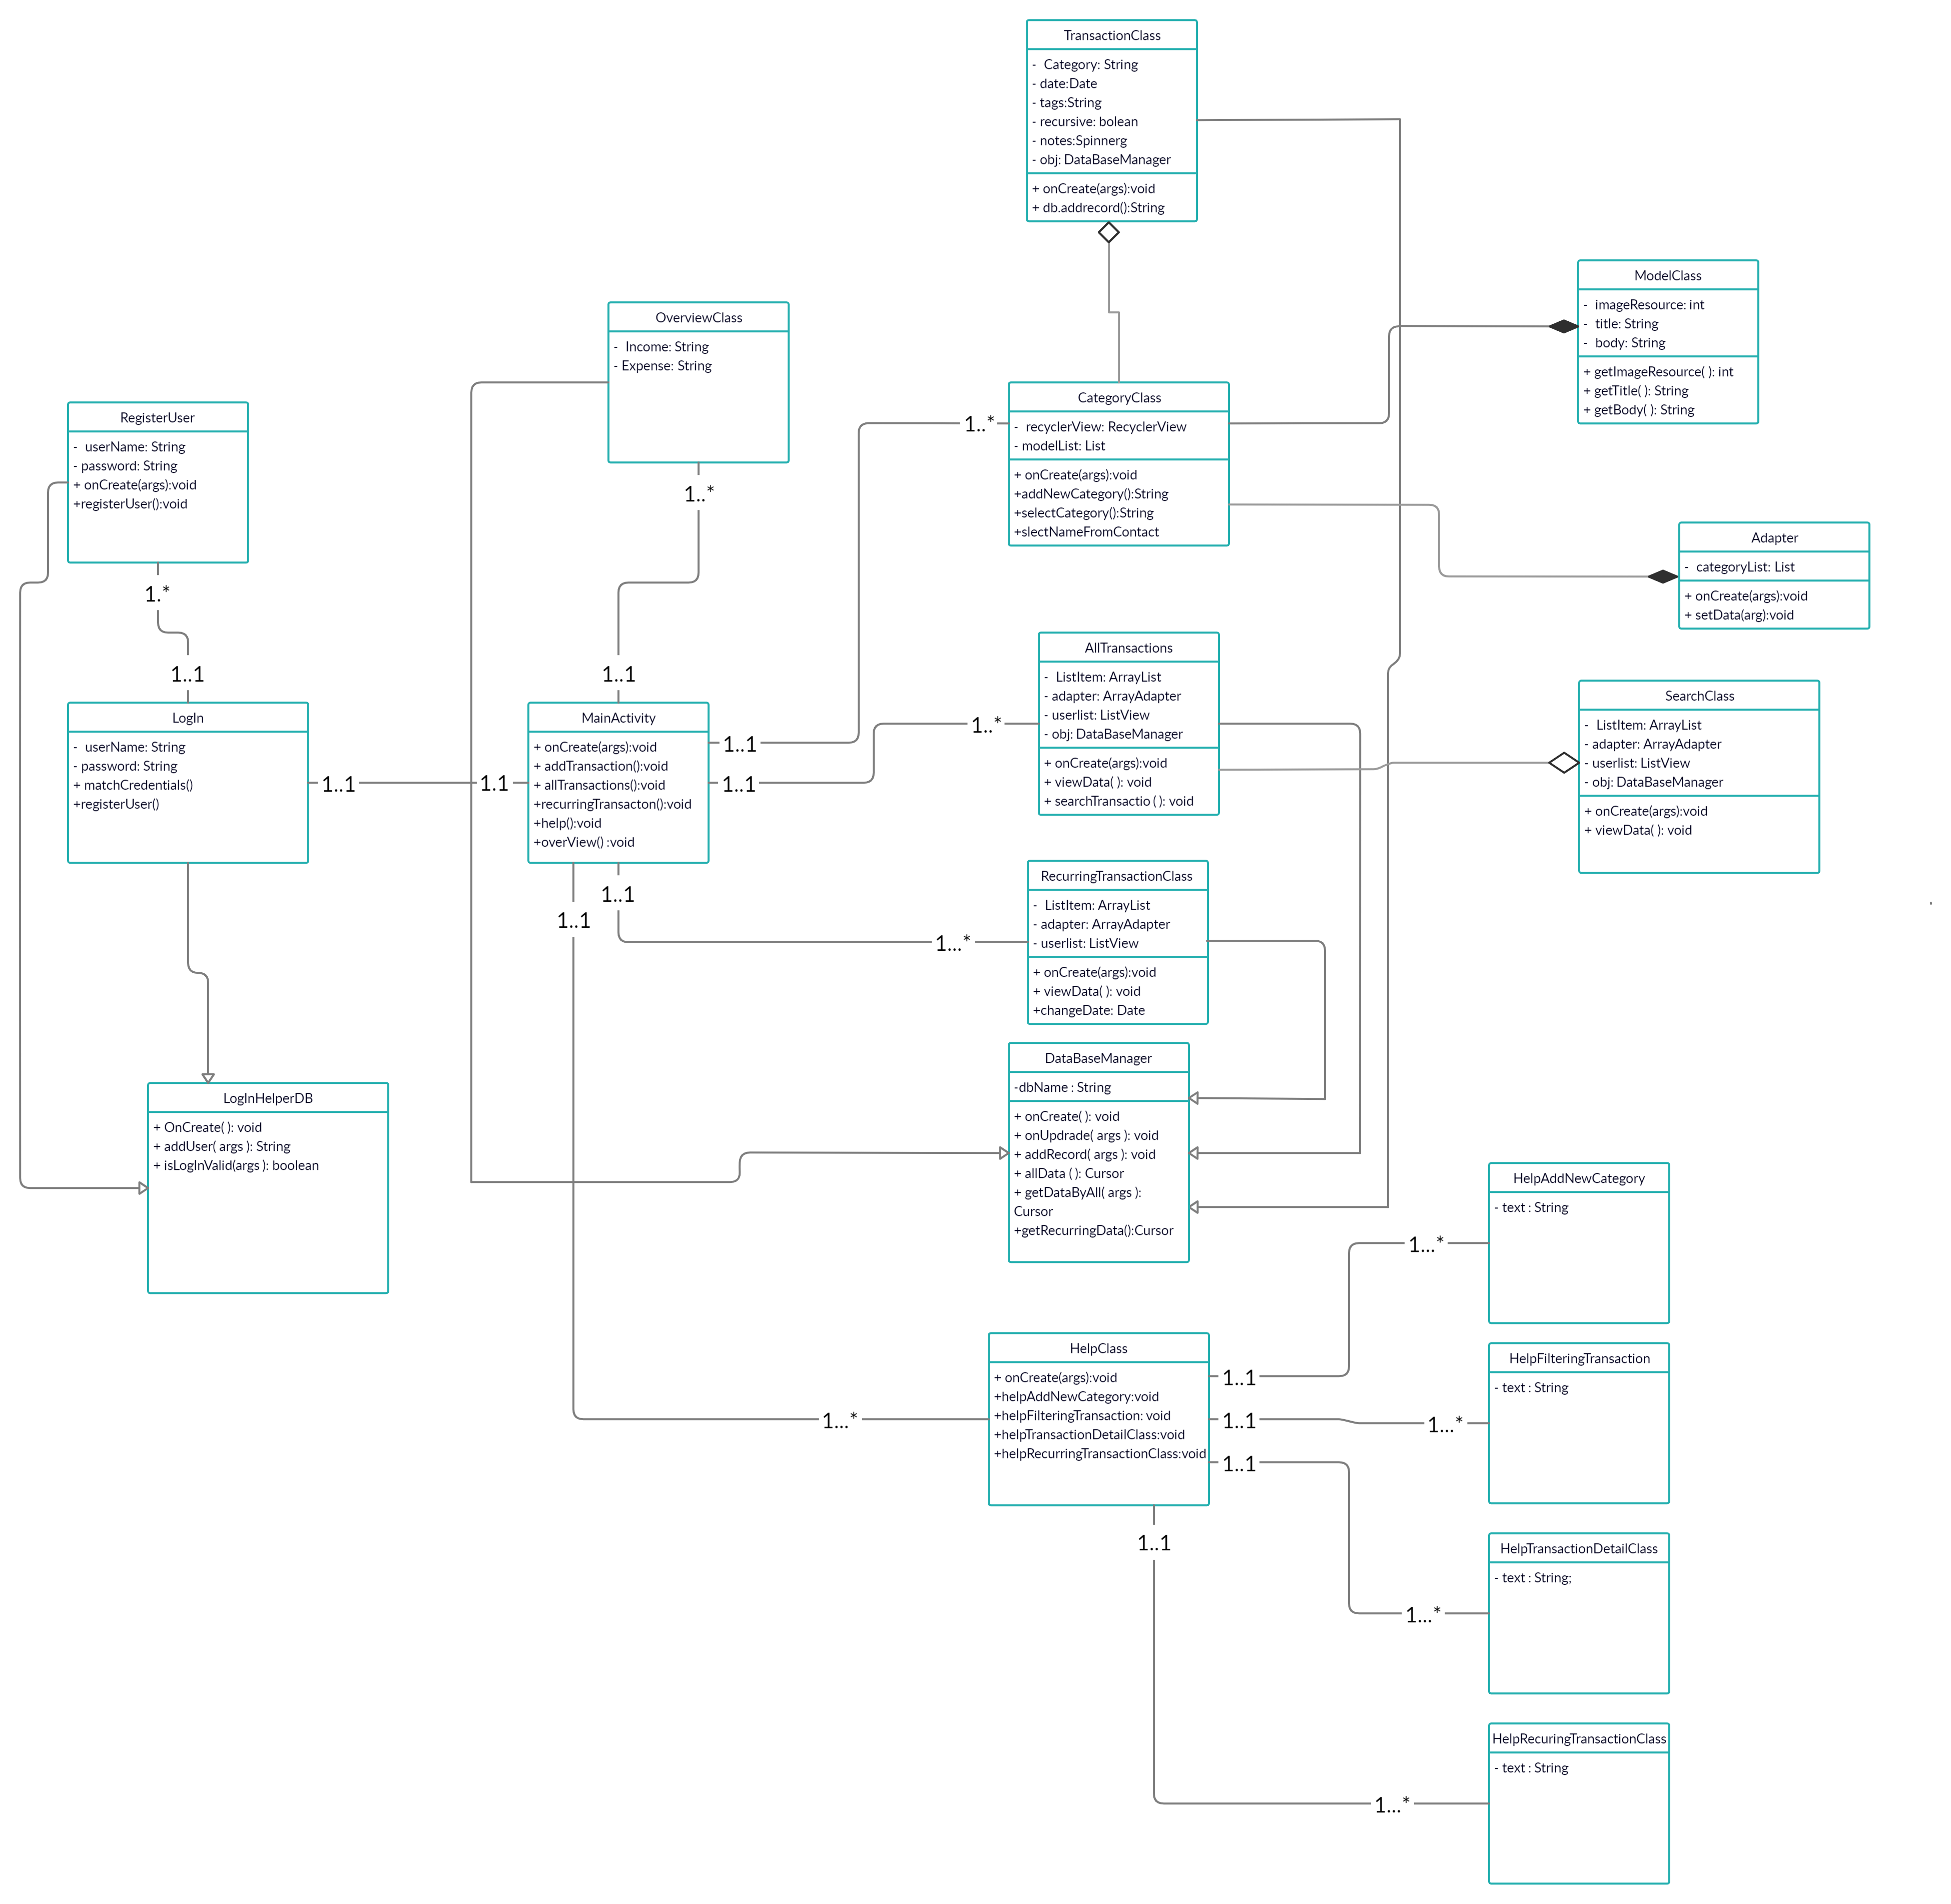 TransactionClass
- Category: String
- date:Date
- tags:String
- recursive: bolean
- notes:Spinnerg
- obj: DataBaseManager
+ onCreate(args):void
+ db.addrecord():String
ModelClass
- imageResource: int
- title: String
- body: String
+ getImageResource( ): int
+ getTitle( ): String
+ getBody( ): String
OverviewClass
- Income: String
- Expense: String
1..*
1..1
RegisterUser
- userName: String
- password: String
+ onCreate(args):void
+registerUser():void
1.*
1..1
CategoryClass
- recyclerView: RecyclerView
- modelList: List
+ onCreate(args):void
+addNewCategory():String
+selectCategory():String
+slectNameFromContact
1..*
Adapter
- categoryList: List
+ onCreate(args):void
+ setData(arg):void
LogIn
- userName: String
- password: String
+ matchCredentials()
+registerUser()
1..1
1.1
MainActivity
+ onCreate(args):void
+ addTransaction():void
+ allTransactions():void
+recurringTransacton():void
+help():void
+overView() :void
1..1
1..1
1..1
1..1
AllTransactions
- ListItem: ArrayList
- adapter: ArrayAdapter
- userlist: ListView
- obj: DataBaseManager
+ onCreate(args):void
+ viewData( ): void
+ searchTransactio ( ): void
1..*
SearchClass
- ListItem: ArrayList
- adapter: ArrayAdapter
- userlist: ListView
- obj: DataBaseManager
+ onCreate(args):void
+ viewData( ): void
RecurringTransactionClass
- ListItem: ArrayList
- adapter: ArrayAdapter
- userlist: ListView
+ onCreate(args):void
+ viewData( ): void
+changeDate: Date
1...*
LogInHelperDB
+ OnCreate( ): void
+ addUser( args ): String
+ isLogInValid(args ): boolean
DataBaseManager
-dbName : String
+ onCreate( ): void
+ onUpdrade( args ): void
+ addRecord( args ): void
+ allData ( ): Cursor
+ getDataByAll( args ):
Cursor
+getRecurringData():Cursor
HelpClass
+ onCreate(args):void
+helpAddNewCategory:void
+helpFilteringTransaction: void
+helpTransactionDetailClass:void
+helpRecurringTransactionClass:void
1...*
1..1
1..1
1..1
1..1
HelpAddNewCategory
- text : String
1...*
HelpFilteringTransaction
- text : String
1...*
HelpTransactionDetailClass
- text : String;
1...*
HelpRecuringTransactionClass
- text : String
1...*